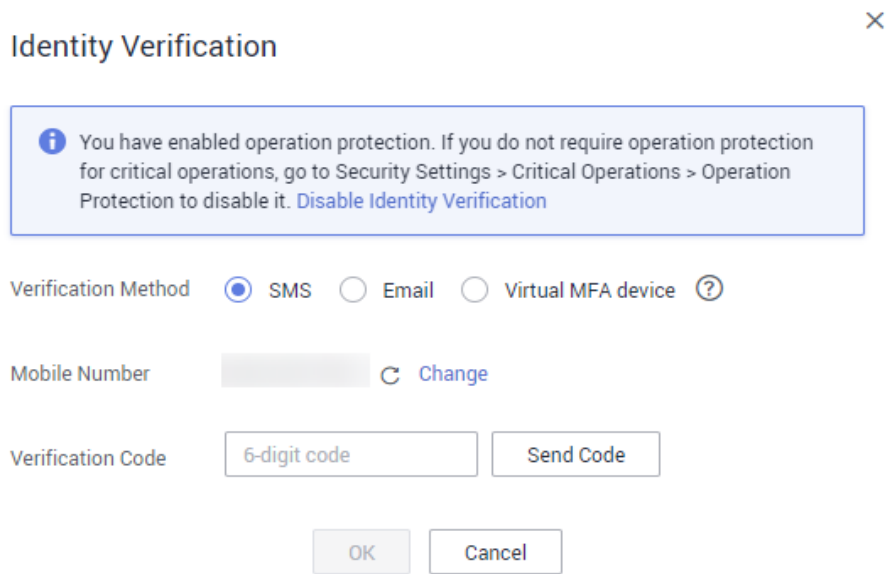 Identity Verification
You have enabled operation protection. If you do not require operation protection
for critical operations, go to Security Settings > Critical Operations > Operation
Protection to disable it. Disable Identity Verification
Verification Method SMS Email Virtual MFA device ?
Mobile Number Change
Verification Code 6-digit code Send Code
OK Cancel